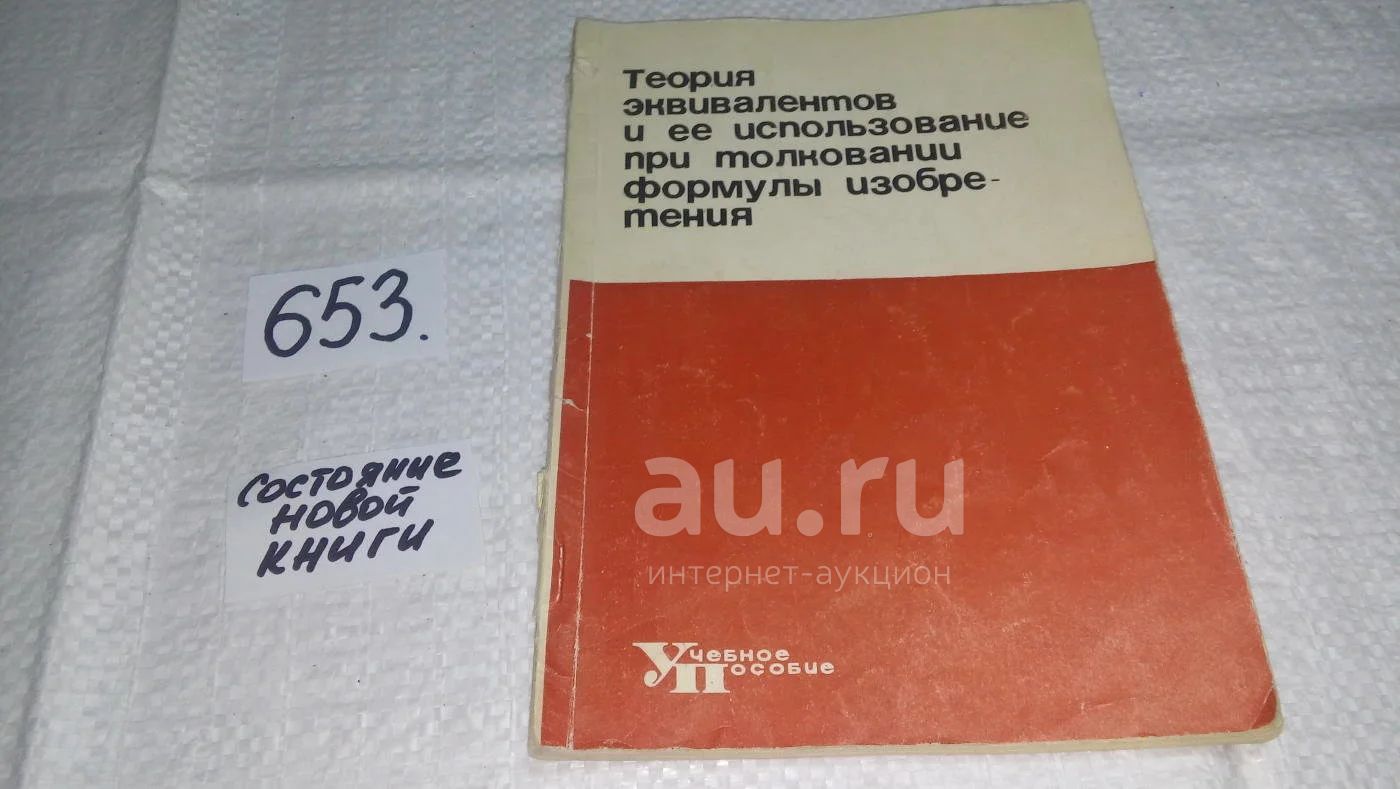 Теория
эквивалентов
и ее использование
при толковании
формулы изобре-
тения
653.
состояние
новой
книги
au.ru
интернет-аукцион
Учебное
Пособие